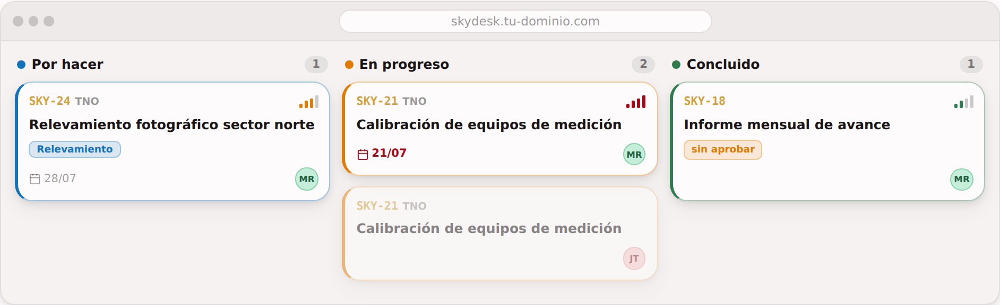 skydesk.tu-dominio.com
Por hacer 1
SKY-24 TNO
Relevamiento fotográfico sector norte
Relevamiento
28/07 MR
En progreso 2
SKY-21 TNO
Calibración de equipos de medición
21/07 MR
SKY-21 TNO
Calibración de equipos de medición
JT
Concluido 1
SKY-18
Informe mensual de avance
sin aprobar
MR